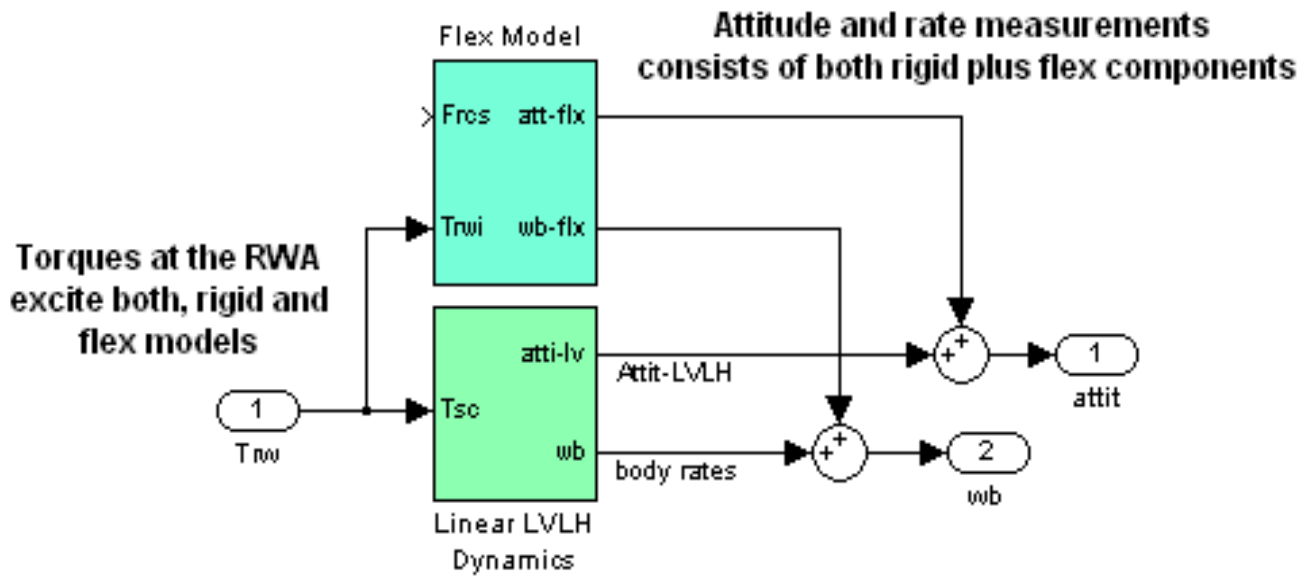 Flex Model
Attitude and rate measurements
consists of both rigid plus flex components
Frcs
att-flx
Trwi
wb-flx
Torques at the RWA
excite both, rigid and
flex models
atti-lv
Attit-LVLH
Tsc
wb
body rates
1
Trw
+
+
1
attit
+
+
2
wb
Linear LVLH
Dynamics